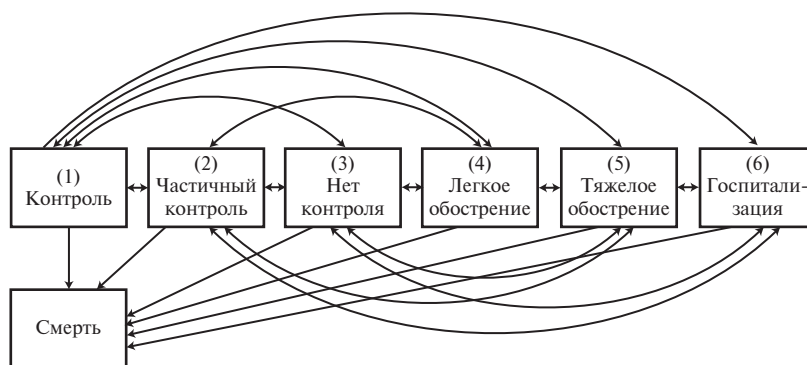 (1)
Контроль
(2)
Частичный
контроль
(3)
Нет
контроля
(4)
Легкое
обострение
(5)
Тяжелое
обострение
(6)
Госпитали-
зация
Смерть